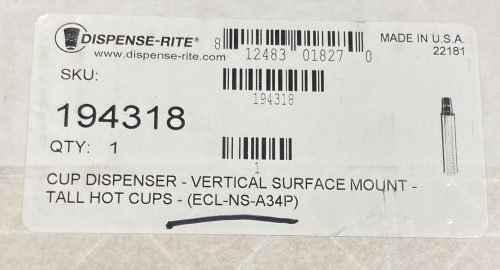 DISPENSE-RITE®
www.dispense-rite.com
8 12483 01827 0
MADE IN U.S.A.
22181
SKU:
194318
194318
QTY: 1
1
CUP DISPENSER - VERTICAL SURFACE MOUNT -
TALL HOT CUPS - (ECL-NS-A34P)